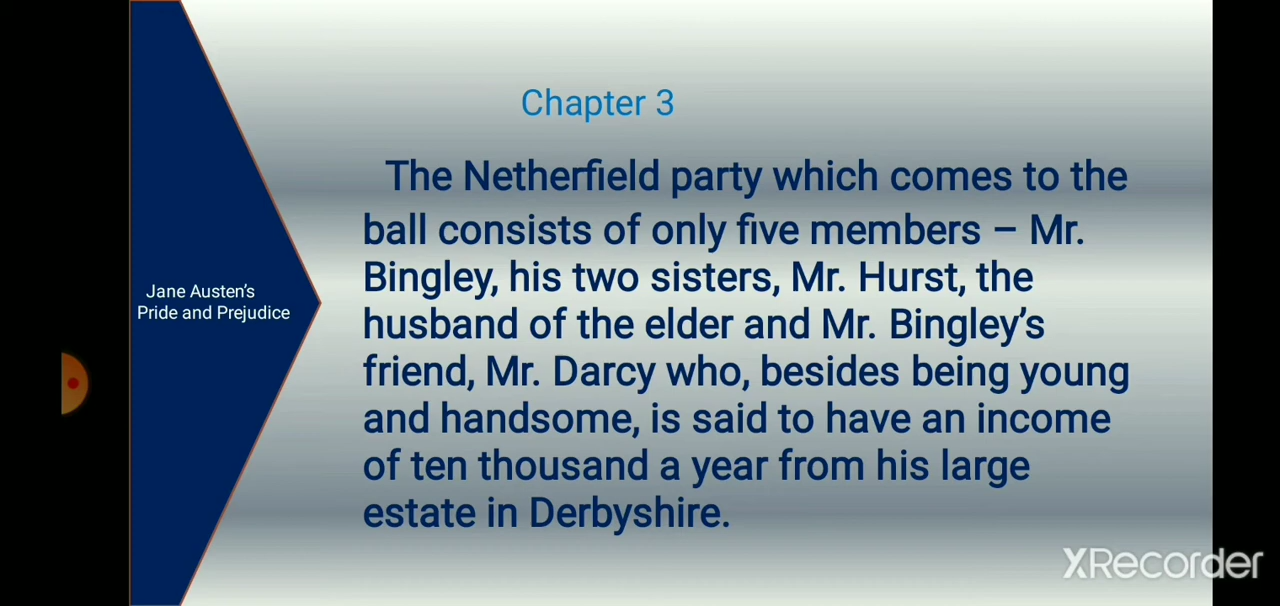 Chapter 3
The Netherfield party which comes to the
ball consists of only five members – Mr.
Bingley, his two sisters, Mr. Hurst, the
husband of the elder and Mr. Bingley’s
friend, Mr. Darcy who, besides being young
and handsome, is said to have an income
of ten thousand a year from his large
estate in Derbyshire.
Jane Austen’s
Pride and Prejudice
XRecorder